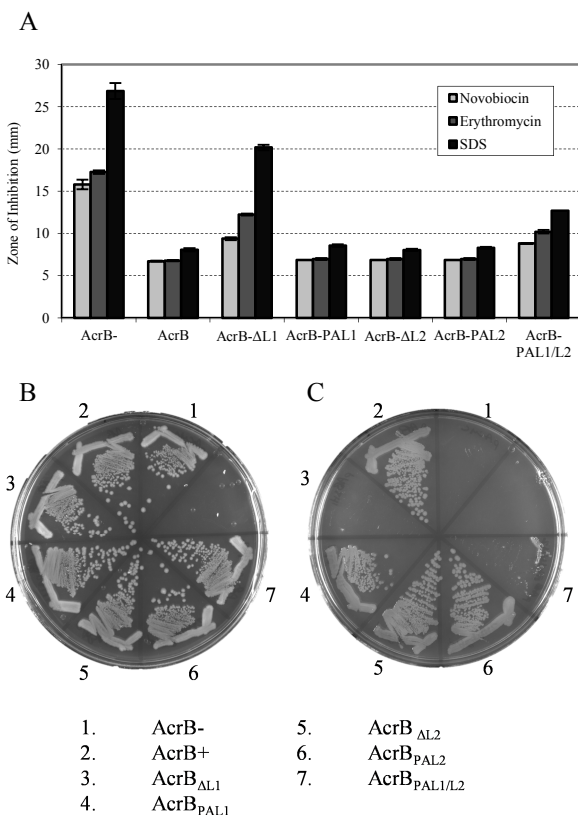 A
30
25
20
15
10
5
0
Zone of Inhibition (mm)
Novobiocin
Erythromycin
SDS
AcrB-
AcrB
AcrB-ΔL1
AcrB-PAL1
AcrB-ΔL2
AcrB-PAL2
AcrB-PAL1/L2
B
1
2
3
4
5
6
7
C
1
2
3
4
5
6
7
1. AcrB-
2. AcrB+
3. AcrBΔL1
4. AcrBPAL1
5. AcrB ΔL2
6. AcrBPAL2
7. AcrBPAL1/L2